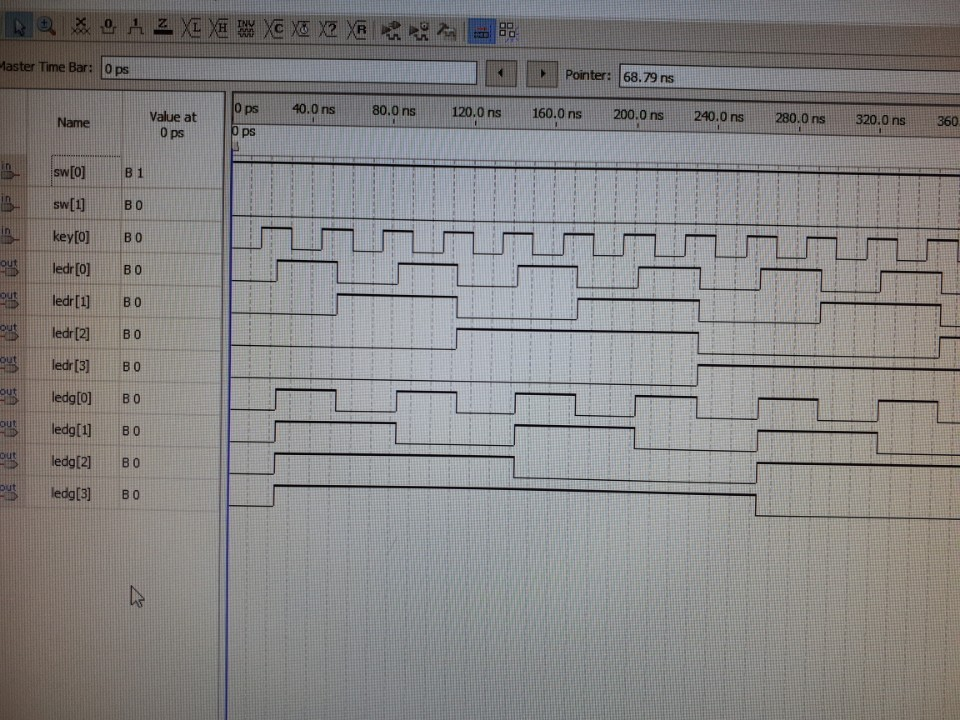 Master Time Bar: 0 ps Pointer: 68.79 ns
Name Value at 0 ps
0 ps 40.0 ns 80.0 ns 120.0 ns 160.0 ns 200.0 ns 240.0 ns 280.0 ns 320.0 ns 360.
0 ps
in sw[0] B 1
in sw[1] B 0
in key[0] B 0
out ledr[0] B 0
out ledr[1] B 0
out ledr[2] B 0
out ledr[3] B 0
out ledg[0] B 0
out ledg[1] B 0
out ledg[2] B 0
out ledg[3] B 0